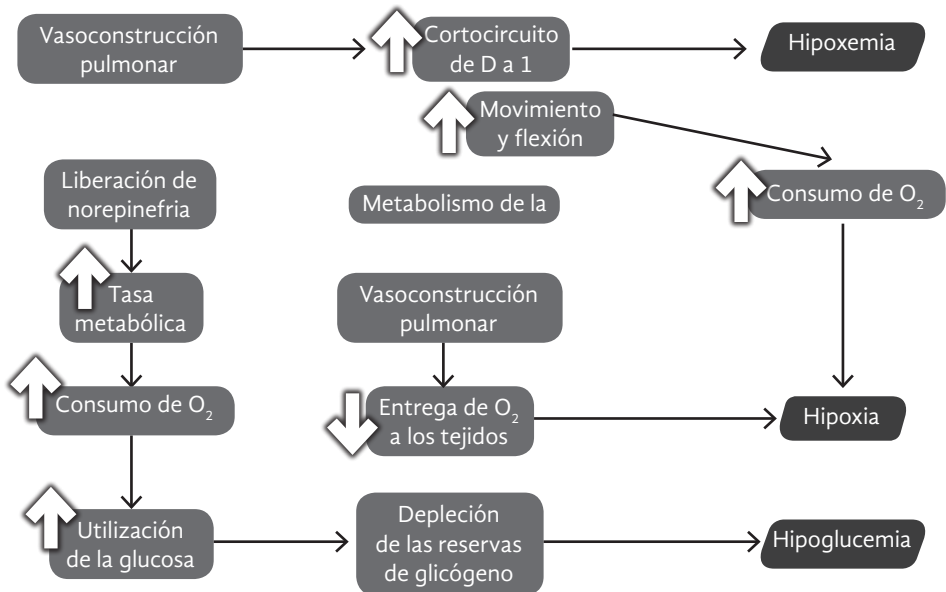 Vasoconstrucción
pulmonar
Cortocircuito
de D a 1
Hipoxemia
Movimiento
y flexión
Liberación de
norepinefria
Metabolismo de la
Consumo de O₂
Tasa
metabólica
Vasoconstrucción
pulmonar
Consumo de O₂
Entrega de O₂
a los tejidos
Hipoxia
Utilización
de la glucosa
Depleción
de las reservas
de glicógeno
Hipoglucemia